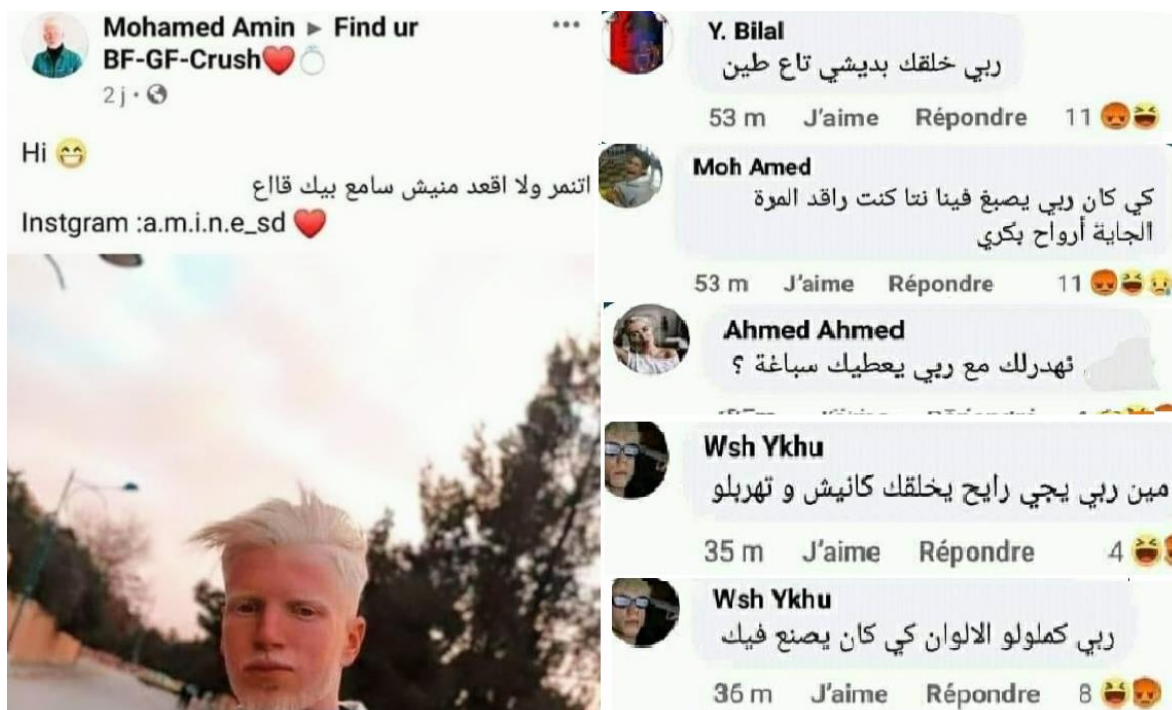 Mohamed Amin ▸ Find ur
BF-GF-Crush❤️💍
2 j ·
Hi 😁
اتنمر ولا اقعد منيش سامع بيك قااع
Instgram :a.m.i.n.e_sd ❤️
Y. Bilal
ربي خلقك بديشي تاع طين
53 m J'aime Répondre 11
Moh Amed
كي كان ربي يصبغ فينا نتا كنت راقد المرة
الجاية أرواح بكري
53 m J'aime Répondre 11
Ahmed Ahmed
نهدرلك مع ربي يعطيك سباغة ؟
Wsh Ykhu
مين ربي يجي رايح يخلقك كانيش و تهربلو
35 m J'aime Répondre 4
Wsh Ykhu
ربي كملولو الالوان كي كان يصنع فيك
36 m J'aime Répondre 8